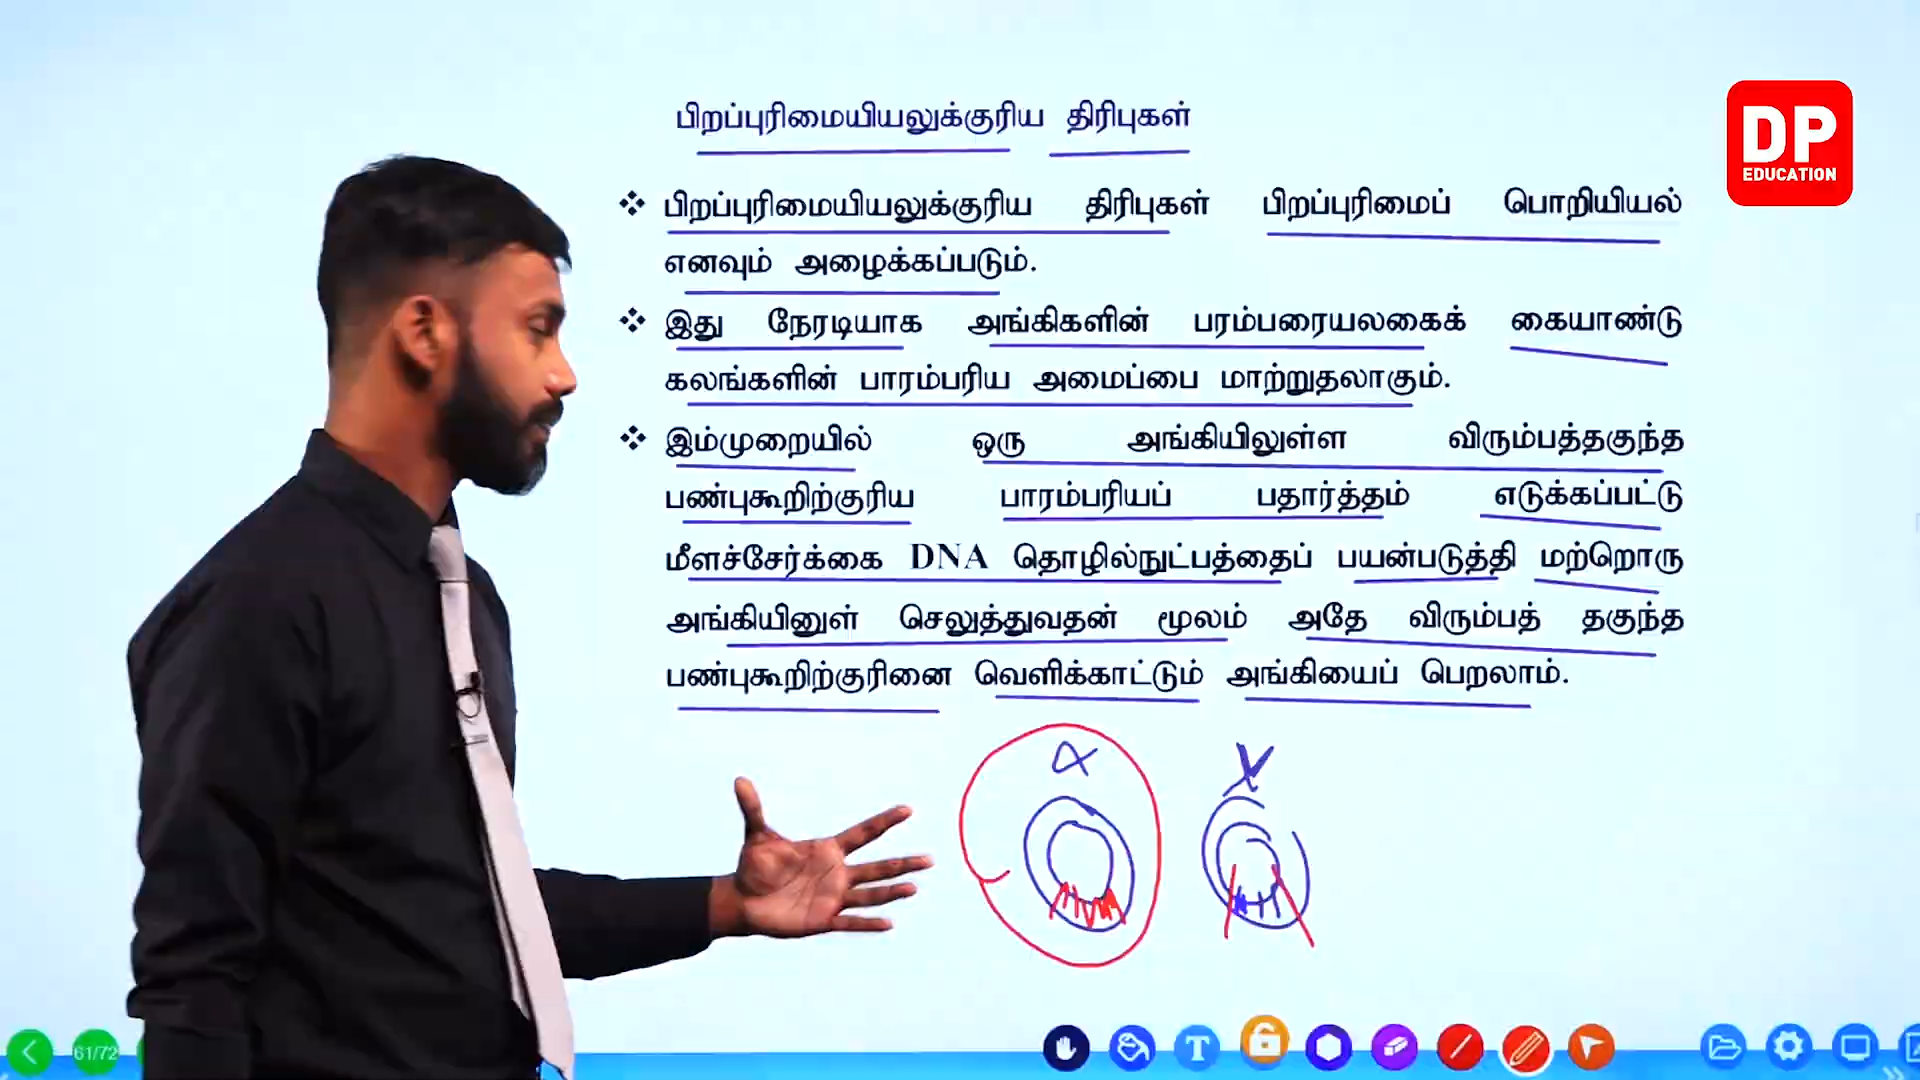 பிறப்புரிமையியலுக்குரிய திரிபுகள்
DP
EDUCATION
❖ பிறப்புரிமையியலுக்குரிய திரிபுகள் பிறப்புரிமைப் பொறியியல்
எனவும் அழைக்கப்படும்.
❖ இது நேரடியாக அங்கிகளின் பரம்பரையலகைக் கையாண்டு
கலங்களின் பாரம்பரிய அமைப்பை மாற்றுதலாகும்.
❖ இம்முறையில் ஒரு அங்கியிலுள்ள விரும்பத்தகுந்த
பண்புகூறிற்குரிய பாரம்பரியப் பதார்த்தம் எடுக்கப்பட்டு
மீளச்சேர்க்கை DNA தொழில்நுட்பத்தைப் பயன்படுத்தி மற்றொரு
அங்கியினுள் செலுத்துவதன் மூலம் அதே விரும்பத் தகுந்த
பண்புகூறிற்குரினை வெளிக்காட்டும் அங்கியைப் பெறலாம்.
61/72